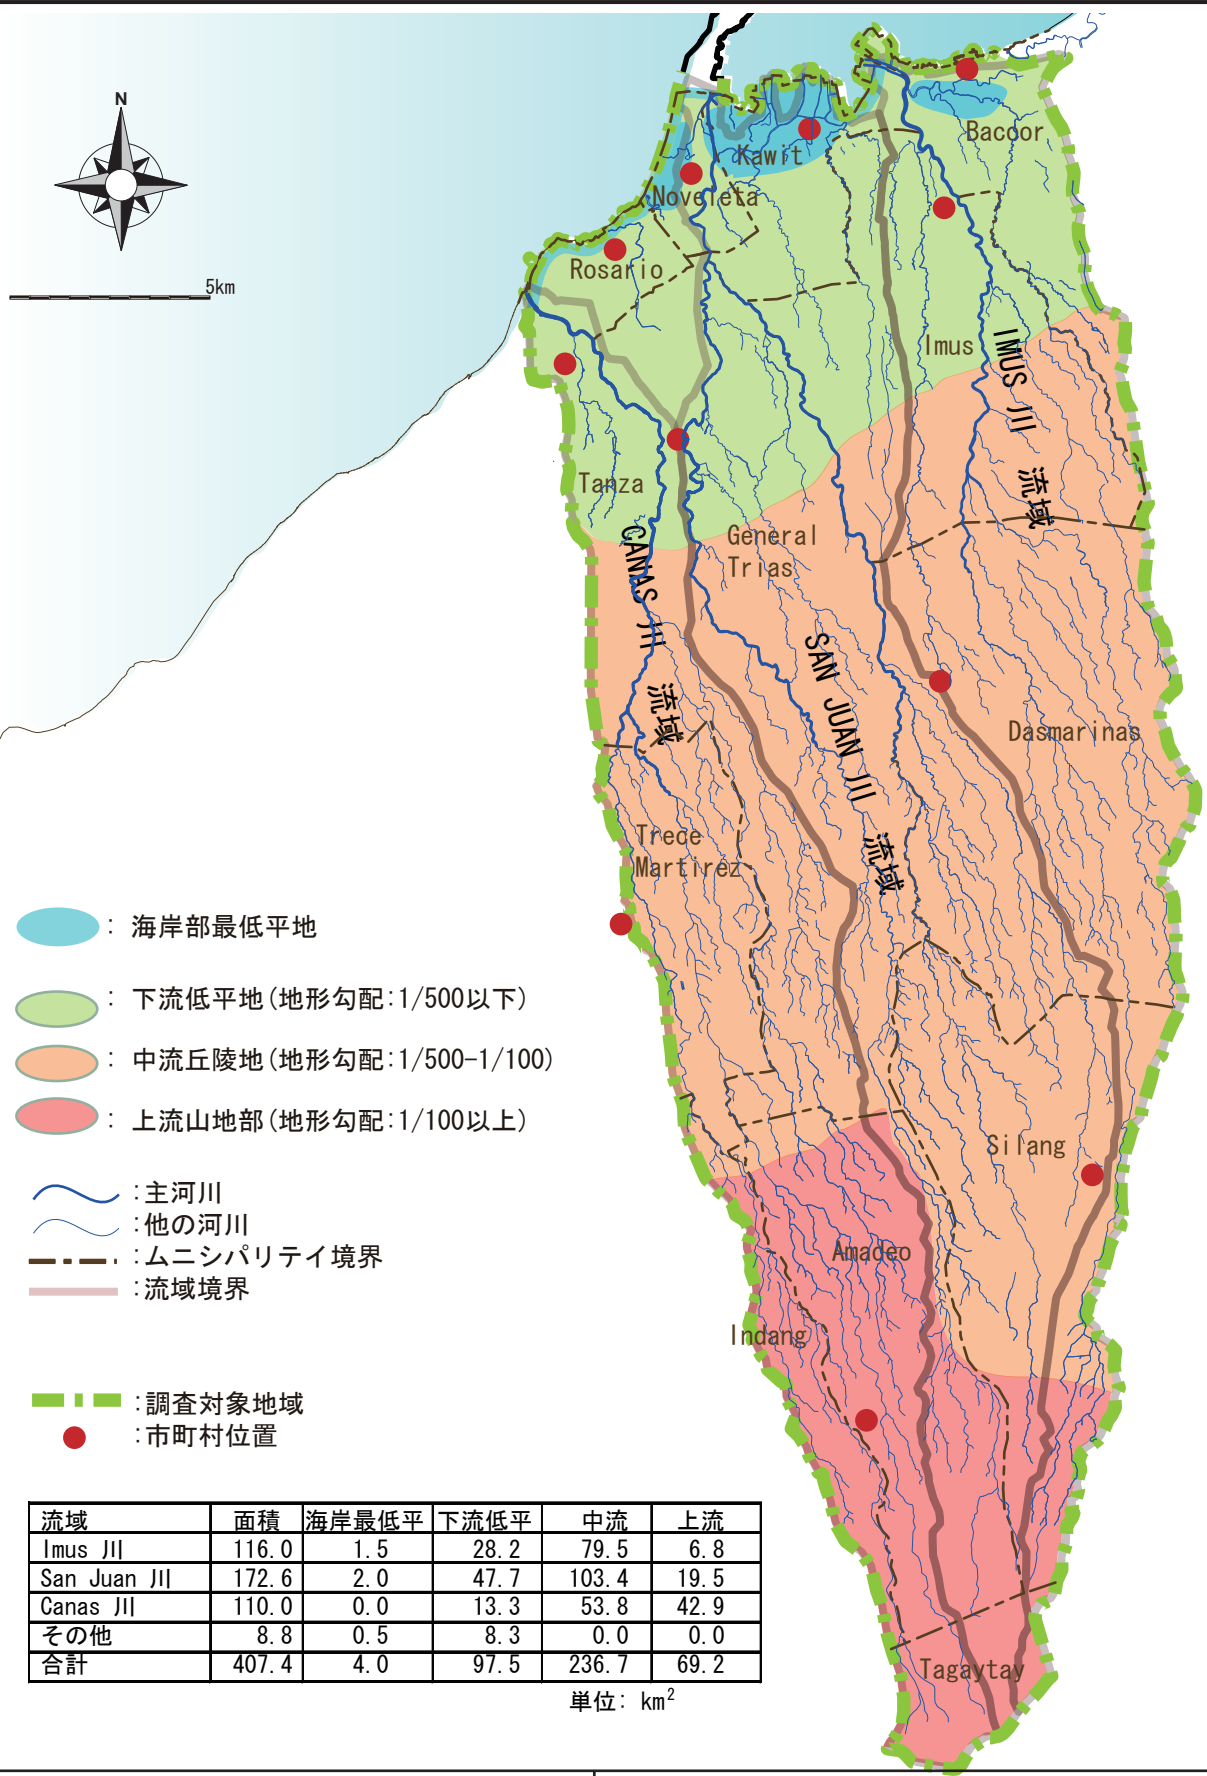 N
5km
Bacoor
Kawit
Noveleta
Rosario
Imus
IMUS 川 流域
Tanza
General
Trias
CANAS 川 流域
SAN JUAN 川 流域
Dasmarinas
Trece
Martirez
Silang
Amadeo
Indang
Tagaytay
: 海岸部最低平地
: 下流低平地(地形勾配:1/500以下)
: 中流丘陵地(地形勾配:1/500-1/100)
: 上流山地部(地形勾配:1/100以上)
:主河川
:他の河川
:ムニシパリテイ境界
:流域境界
:調査対象地域
:市町村位置
流域 面積 海岸最低平 下流低平 中流 上流
Imus 川 116.0 1.5 28.2 79.5 6.8
San Juan 川 172.6 2.0 47.7 103.4 19.5
Canas 川 110.0 0.0 13.3 53.8 42.9
その他 8.8 0.5 8.3 0.0 0.0
合計 407.4 4.0 97.5 236.7 69.2
単位: km²